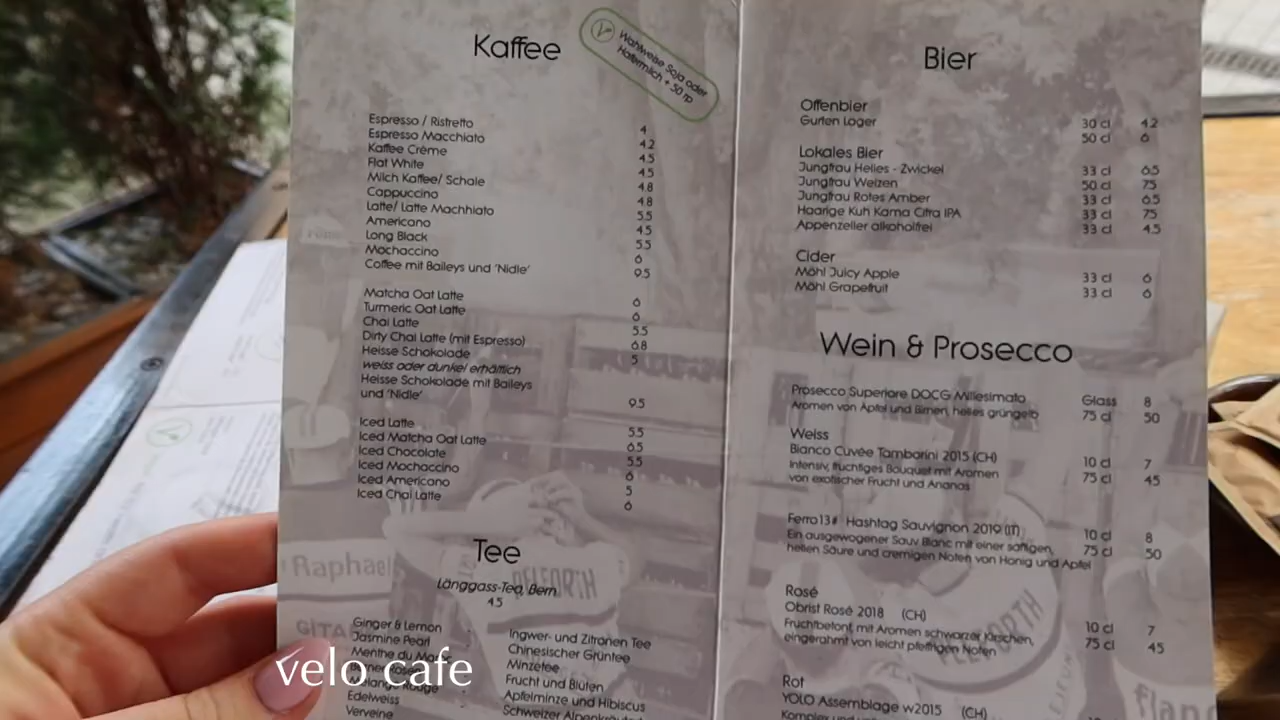 Kaffee
Wahlweise Soja oder
Hafermilch + 50 rp
Espresso / Ristretto 4
Espresso Macchiato 4.2
Kaffee Crème 4.5
Flat White 4.5
Milch Kaffee/ Schale 4.8
Cappuccino 4.8
Latte/ Latte Machhiato 5.5
Americano 4.5
Long Black 5.5
Mochaccino 6
Coffee mit Baileys und 'Nidle' 9.5
Matcha Oat Latte 6
Turmeric Oat Latte 6
Chai Latte 5.5
Dirty Chai Latte (mit Espresso) 6.8
Heisse Schokolade 5
weiss oder dunkel erhältlich
Heisse Schokolade mit Baileys
und 'Nidle' 9.5
Iced Latte 5.5
Iced Matcha Oat Latte 6.5
Iced Chocolate 5.5
Iced Mochaccino 6
Iced Americano 5
Iced Chai Latte 6
Tee
Länggass-Tea, Bern
4.5
Ginger & Lemon Ingwer- und Zitronen Tee
Jasmine Pearl Chinesischer Grüntee
Menthe du Minzetee
Frucht und Blüten
Mélange Rouge Apfelminze und Hibiscus
Edelweiss Schweizer
Verveine
Bier
Offenbier
Gurten Lager 30 cl 4.2
50 cl 6
Lokales Bier
Jungfrau Helles - Zwickel 33 cl 6.5
Jungfrau Weizen 50 cl 7.5
Jungfrau Rotes Amber 33 cl 6.5
Haarige Kuh Kama Citra IPA 33 cl 7.5
Appenzeller alkoholfrei 33 cl 4.5
Cider
Möhl Juicy Apple 33 cl 6
Möhl Grapefruit 33 cl 6
Wein & Prosecco
Prosecco Superiore DOCG Millesimato Glass 8
Aromen von Äpfel und Birnen, helles grüngelb 75 cl 50
Weiss
Bianco Cuvée Tamborini 2015 (CH) 10 cl 7
Intensiv, fruchtiges Bouquet mit Aromen 75 cl 45
von exotischer Frucht und Ananas
Ferro13# Hashtag Sauvignon 2019 (IT) 10 cl 8
Ein ausgewogener Sauv Blanc mit einer saftigen, 75 cl 50
hellen Säure und cremigen Noten von Honig und Apfel
Rosé
Obrist Rosé 2018 (CH) 10 cl 7
Fruchtbetont, mit Aromen schwarzer Kirschen, 75 cl 45
eingerahmt von leicht pfeffrigen Noten
Rot
YOLO Assemblage w2015 (CH)
Raphael
GITA
PELFORTH
PELFORTH
velo cafe